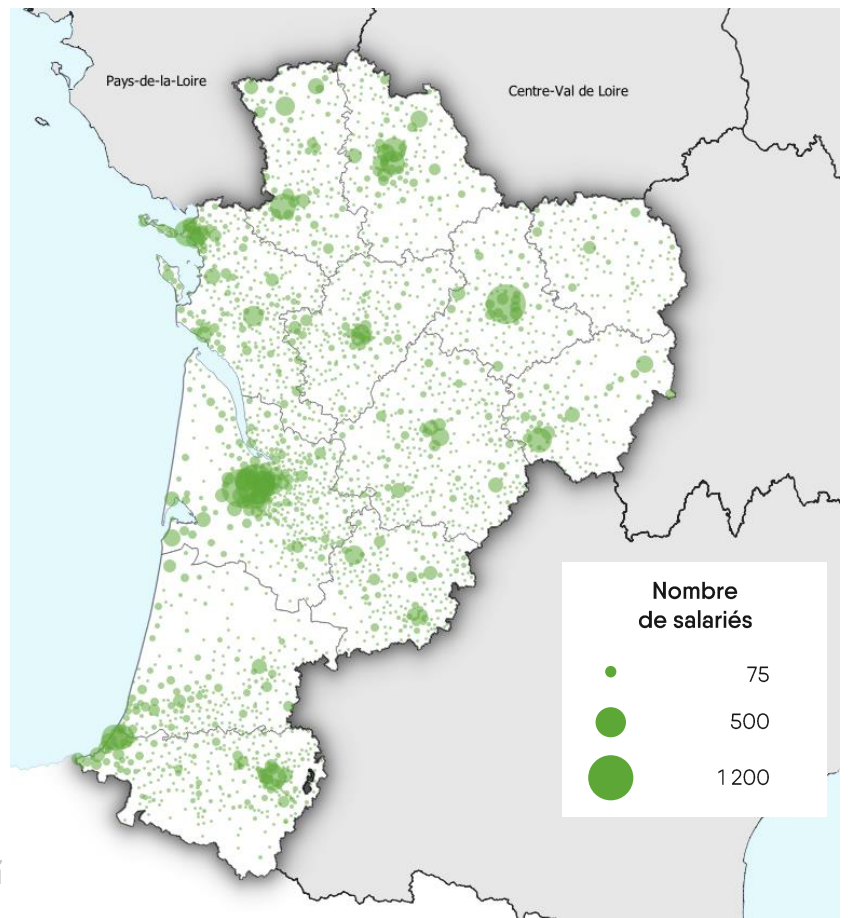 Pays-de-la-Loire
Centre-Val de Loire
Nombre
de salariés
75
500
1 200